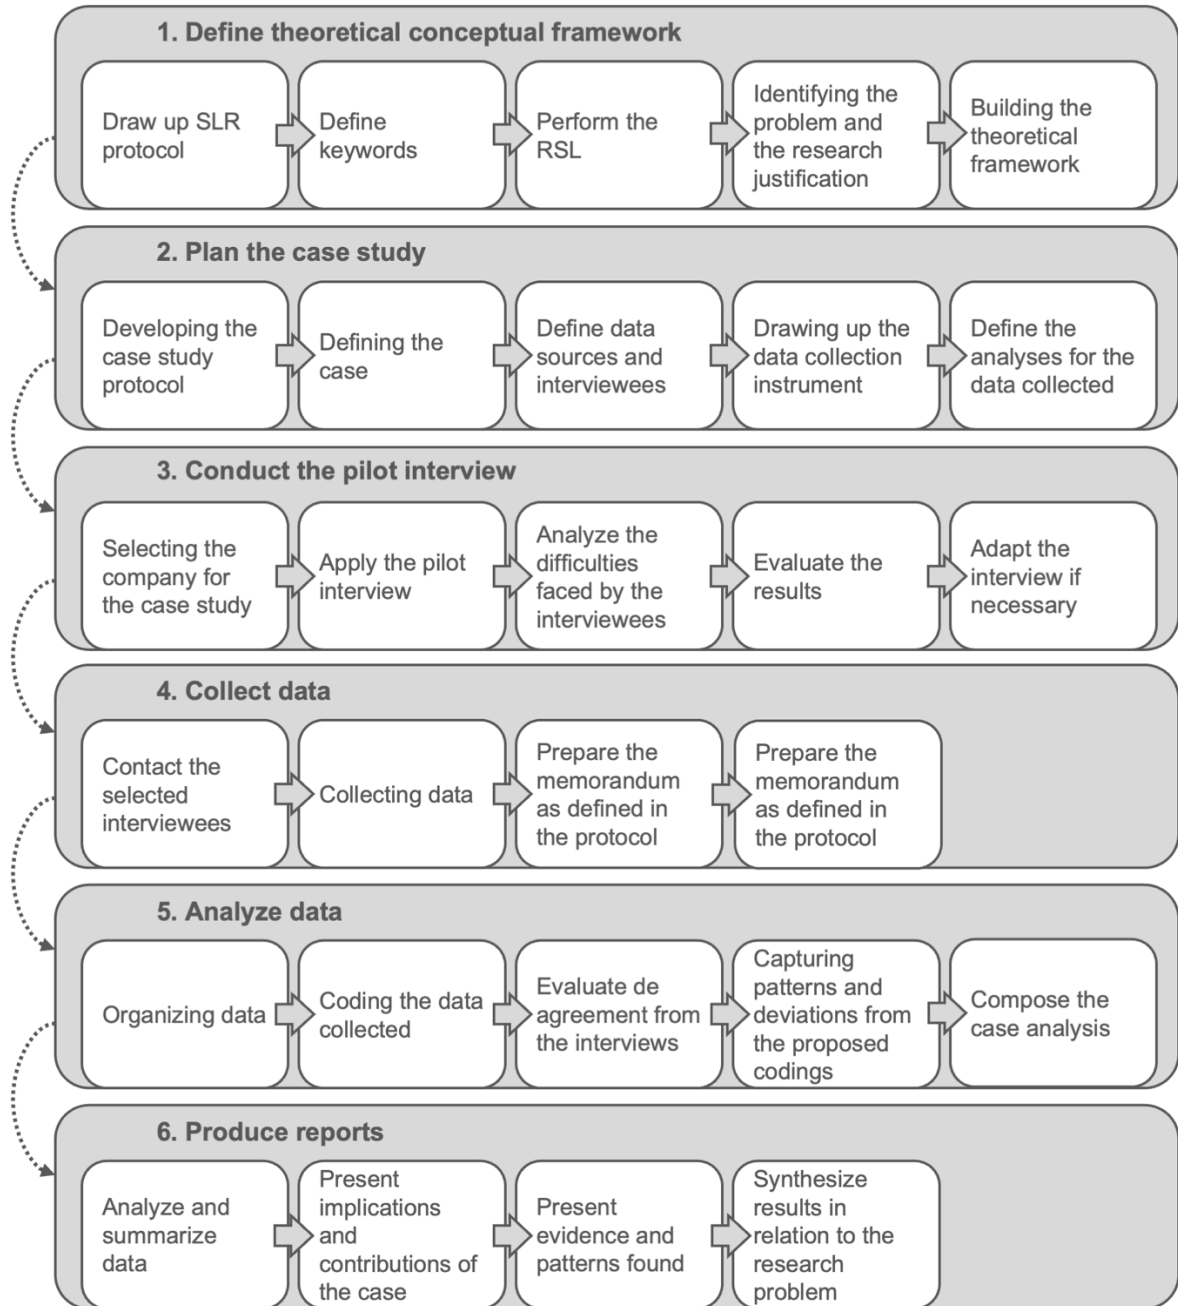 1. Define theoretical conceptual framework
Draw up SLR
protocol
Define
keywords
Perform the
RSL
Identifying the
problem and
the research
justification
Building the
theoretical
framework
2. Plan the case study
Developing the
case study
protocol
Defining the
case
Define data
sources and
interviewees
Drawing up the
data collection
instrument
Define the
analyses for the
data collected
3. Conduct the pilot interview
Selecting the
company for
the case study
Apply the pilot
interview
Analyze the
difficulties
faced by the
interviewees
Evaluate the
results
Adapt the
interview if
necessary
4. Collect data
Contact the
selected
interviewees
Collecting data
Prepare the
memorandum
as defined in
the protocol
Prepare the
memorandum
as defined in
the protocol
5. Analyze data
Organizing data
Coding the data
collected
Evaluate de
agreement from
the interviews
Capturing
patterns and
deviations from
the proposed
codings
Compose the
case analysis
6. Produce reports
Analyze and
summarize
data
Present
implications
and
contributions of
the case
Present
evidence and
patterns found
Synthesize
results in
relation to the
research
problem